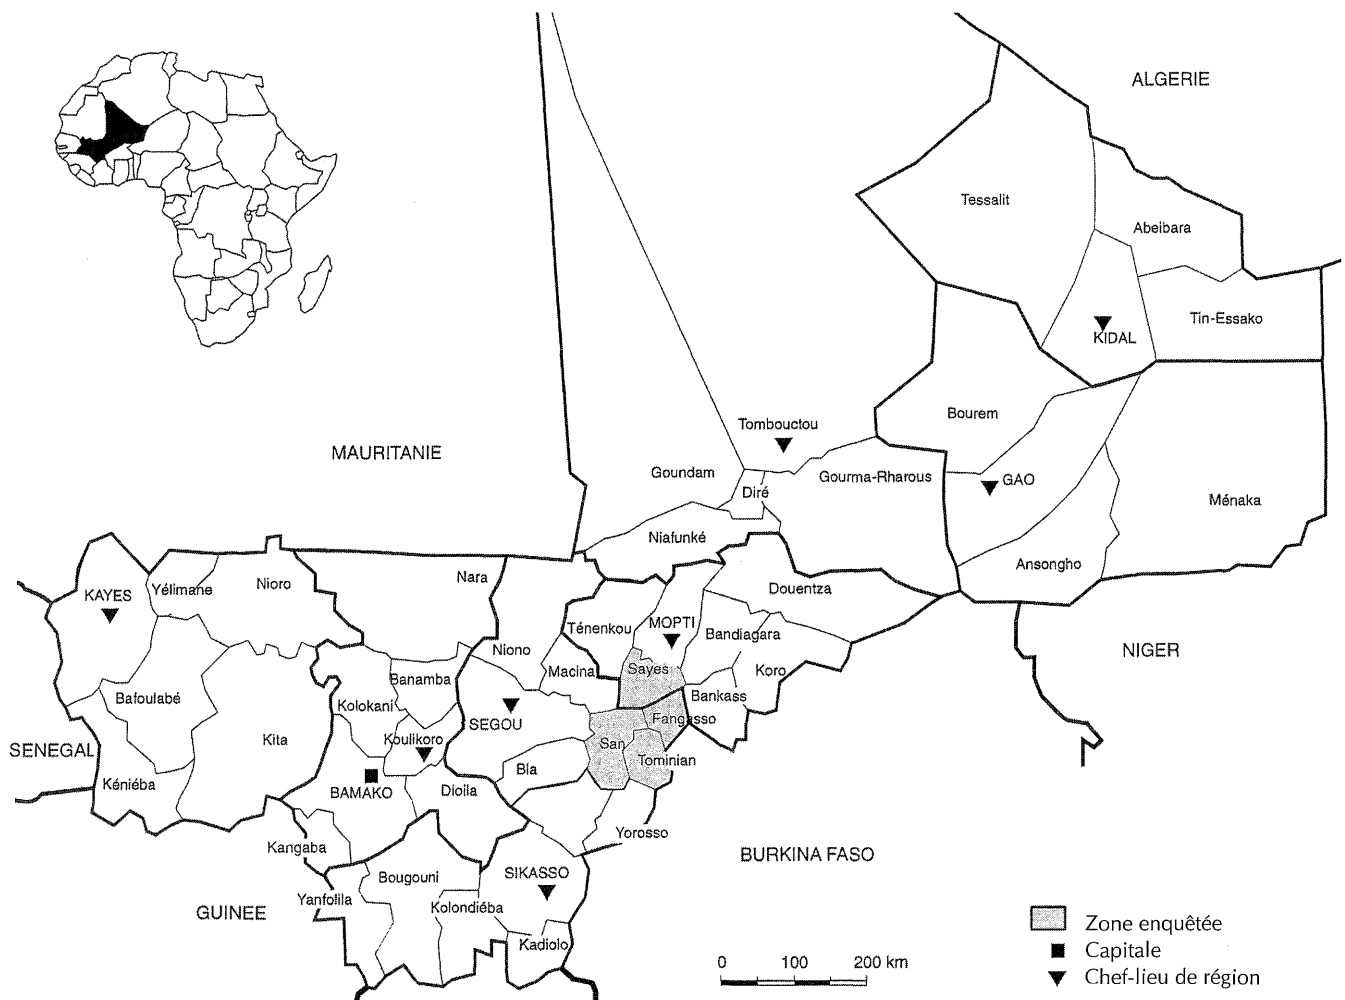 ALGERIE
Tessalit
Abeibara
Tin-Essako
KIDAL
Bourem
Tombouctou
MAURITANIE
Goundam
Gourma-Rharous
GAO
Diré
Ménaka
Niafunké
Ansongho
Nara
Nioro
Yélimane
KAYES
Douentza
MOPTI
Ténenkou
Bandiagara
Niono
NIGER
Sayes
Koro
Macina
Banamba
Bafoulabé
Bankass
Kolokani
Fangasso
SEGOU
Koulikoro
Kita
San
SENEGAL
Tominian
Bla
Kéniéba
BAMAKO
Dioila
Yorosso
Kangaba
BURKINA FASO
SIKASSO
Bougouni
Yanfolila
Kolondiéba
GUINEE
Kadiolo
Zone enquêtée
Capitale
Chef-lieu de région
0 100 200 km